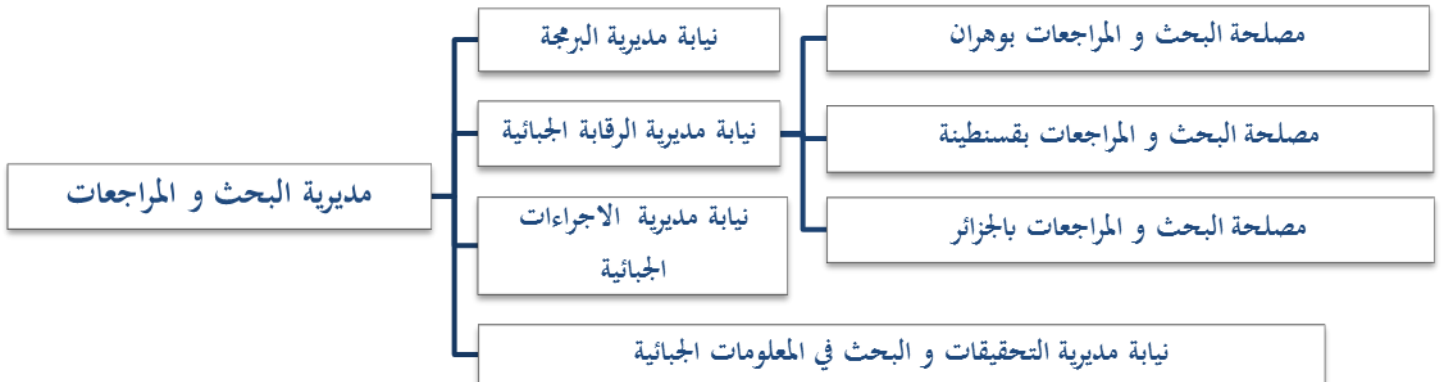 مديرية البحث و المراجعات
نيابة مديرية البرمجة
نيابة مديرية الرقابة الجبائية
نيابة مديرية الاجراءات
الجبائية
نيابة مديرية التحقيقات و البحث في المعلومات الجبائية
مصلحة البحث و المراجعات بوهران
مصلحة البحث و المراجعات بقسنطينة
مصلحة البحث و المراجعات بالجزائر